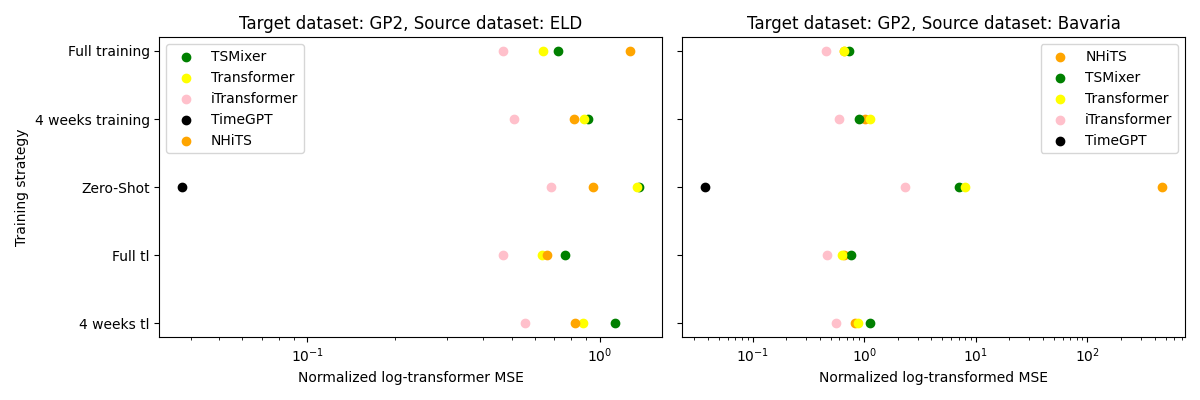 Target dataset: GP2, Source dataset: ELD
Training strategy
Full training
4 weeks training
Zero-Shot
Full tl
4 weeks tl
TSMixer
Transformer
iTransformer
TimeGPT
NHiTS
10⁻¹
10⁰
Normalized log-transformer MSE
Target dataset: GP2, Source dataset: Bavaria
NHiTS
TSMixer
Transformer
iTransformer
TimeGPT
10⁻¹
10⁰
10¹
10²
Normalized log-transformed MSE